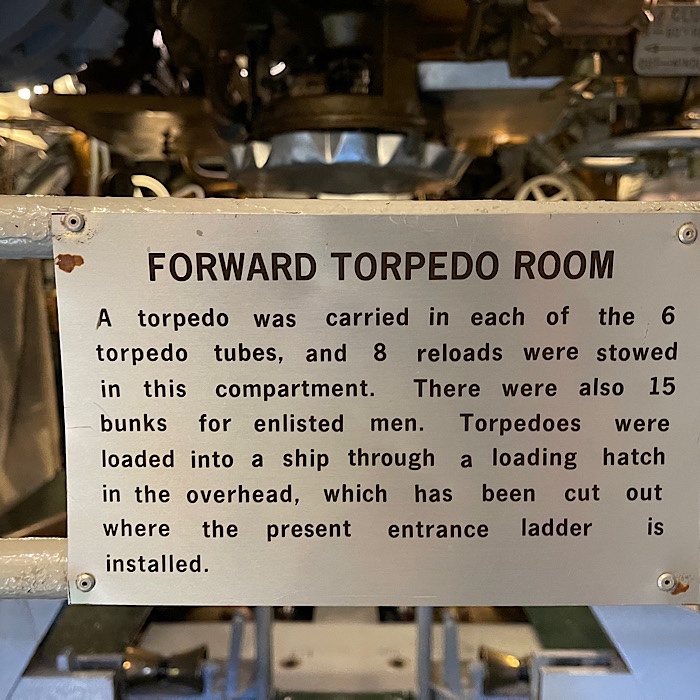 FORWARD TORPEDO ROOM
A torpedo was carried in each of the 6
torpedo tubes, and 8 reloads were stowed
in this compartment. There were also 15
bunks for enlisted men. Torpedoes were
loaded into a ship through a loading hatch
in the overhead, which has been cut out
where the present entrance ladder is
installed.